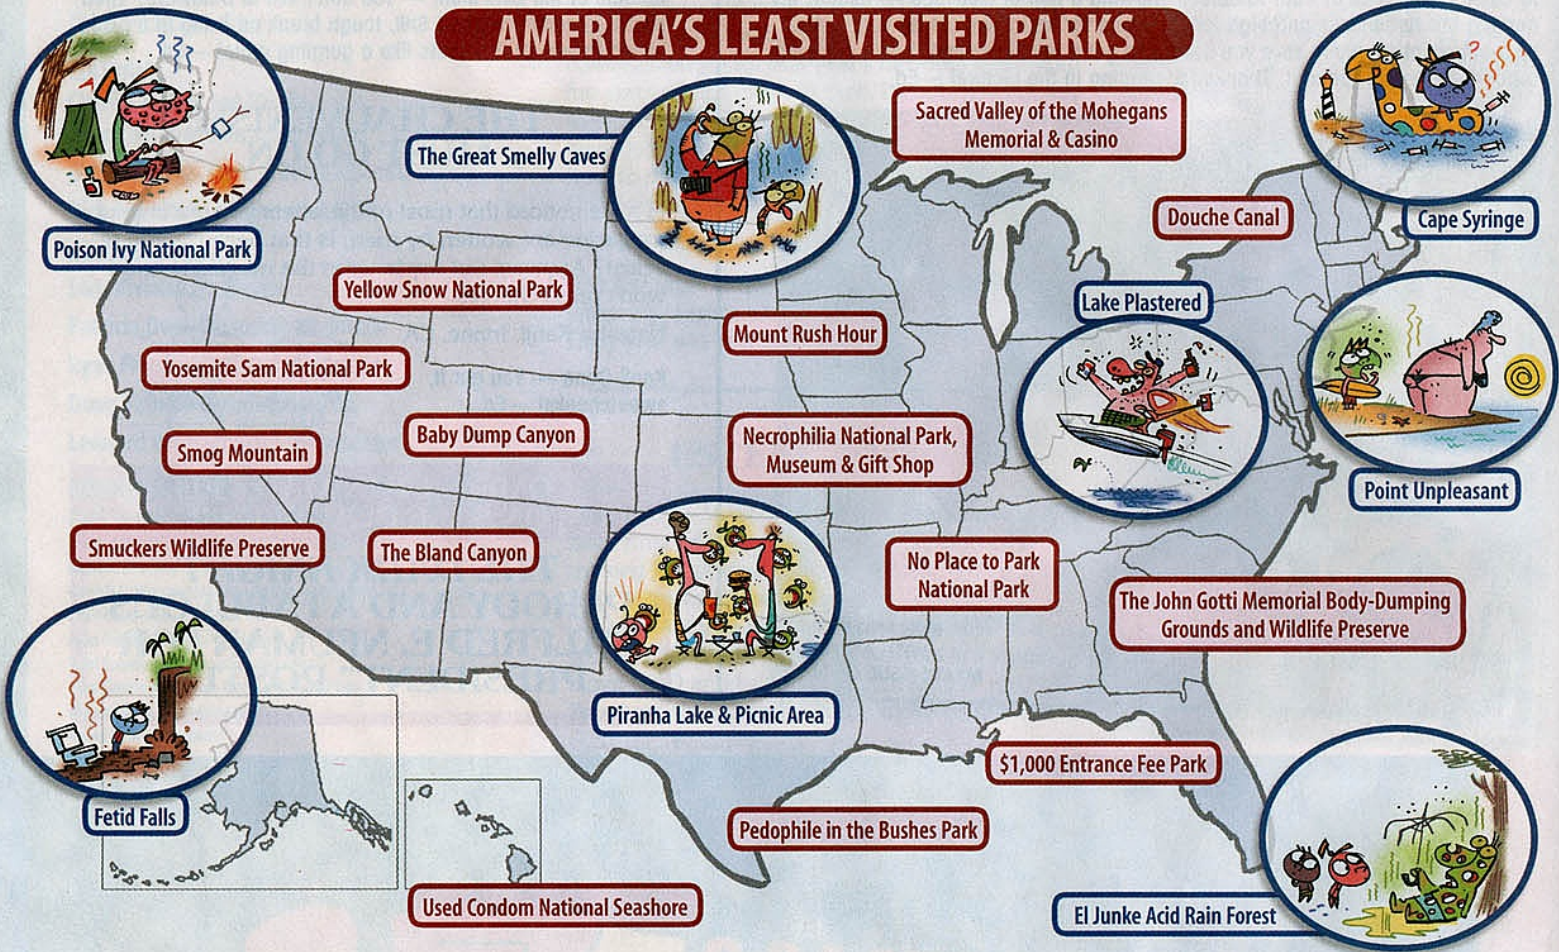 AMERICA'S LEAST VISITED PARKS
Sacred Valley of the Mohegans
Memorial & Casino
The Great Smelly Caves
Douche Canal
Cape Syringe
Poison Ivy National Park
Yellow Snow National Park
Lake Plastered
Mount Rush Hour
Yosemite Sam National Park
Baby Dump Canyon
Smog Mountain
Necrophilia National Park,
Museum & Gift Shop
Point Unpleasant
Smuckers Wildlife Preserve
The Bland Canyon
No Place to Park
National Park
The John Gotti Memorial Body-Dumping
Grounds and Wildlife Preserve
Piranha Lake & Picnic Area
$1,000 Entrance Fee Park
Fetid Falls
Pedophile in the Bushes Park
Used Condom National Seashore
El Junke Acid Rain Forest
?